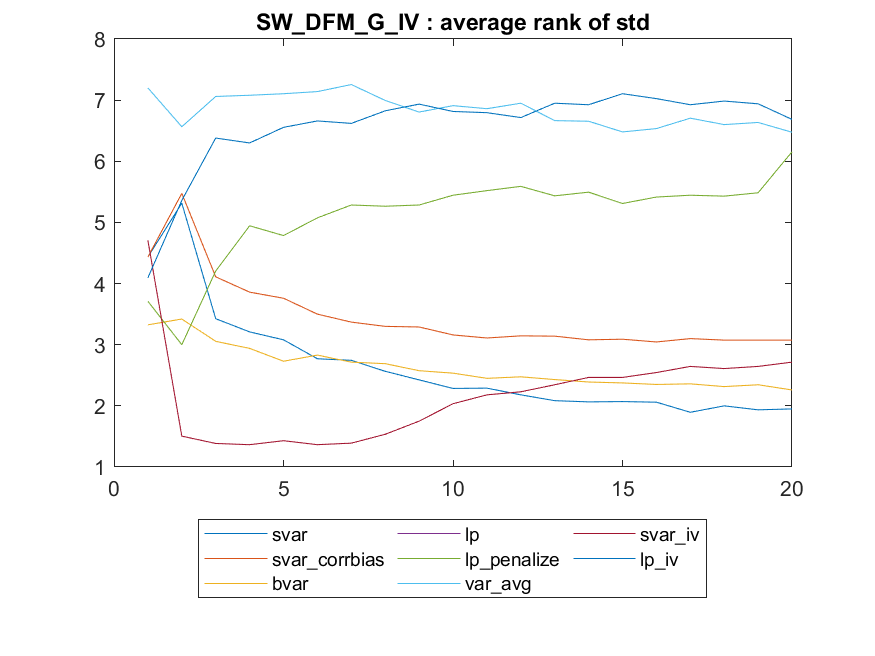 SW_DFM_G_IV : average rank of std
8
7
6
5
4
3
2
1
0 5 10 15 20
svar lp svar_iv
svar_corrbias lp_penalize lp_iv
bvar var_avg